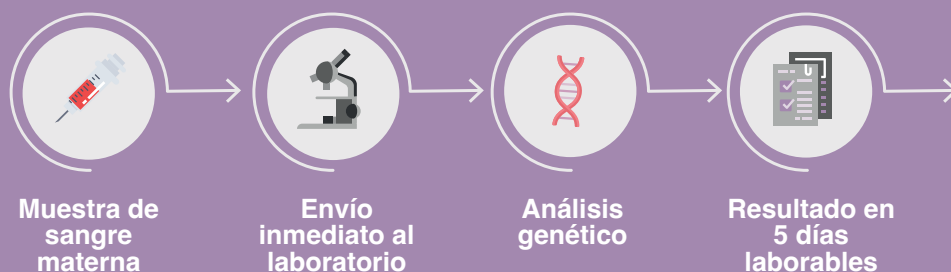 Muestra de
sangre
materna
Envío
inmediato al
laboratorio
Análisis
genético
Resultado en
5 días
laborables